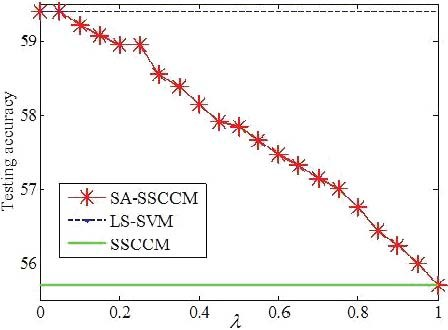 59
58
57
56
Testing accuracy
SA-SSCCM
LS-SVM
SSCCM
0 0.2 0.4 0.6 0.8 1
λ